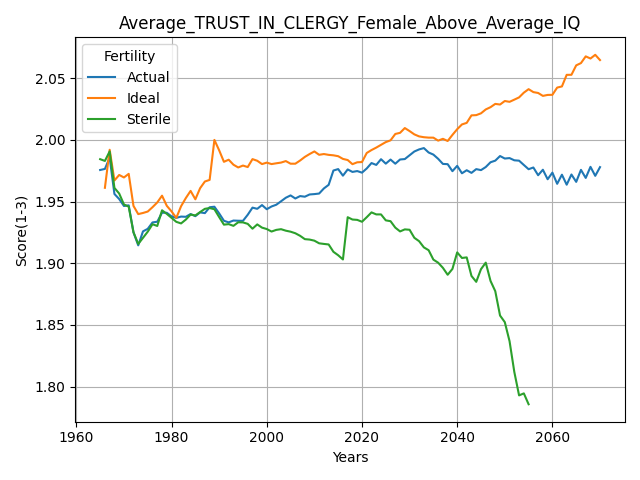 Average_TRUST_IN_CLERGY_Female_Above_Average_IQ
Fertility
Actual
Ideal
Sterile
Score(1-3)
2.05
2.00
1.95
1.90
1.85
1.80
1960
1980
2000
2020
2040
2060
Years